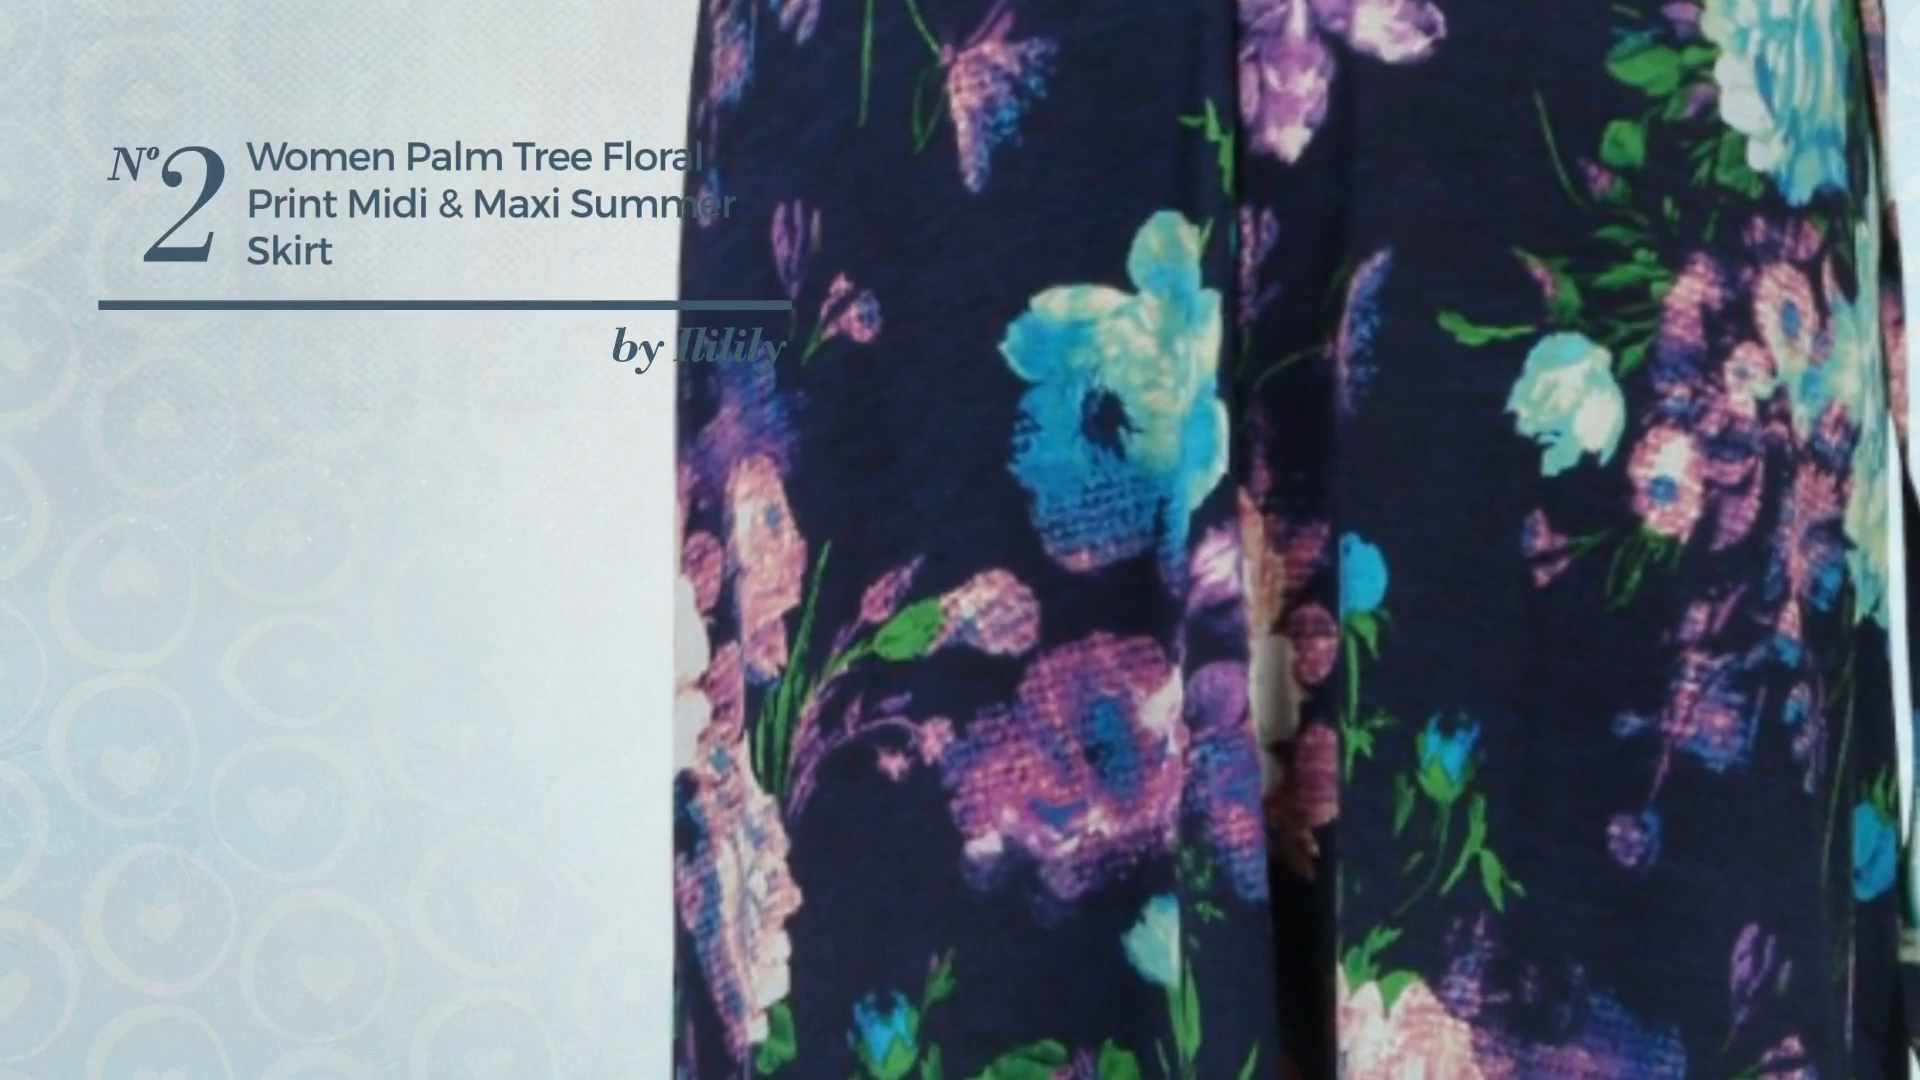 Nº2 Women Palm Tree Floral
Print Midi & Maxi Summer
Skirt
by Ililily